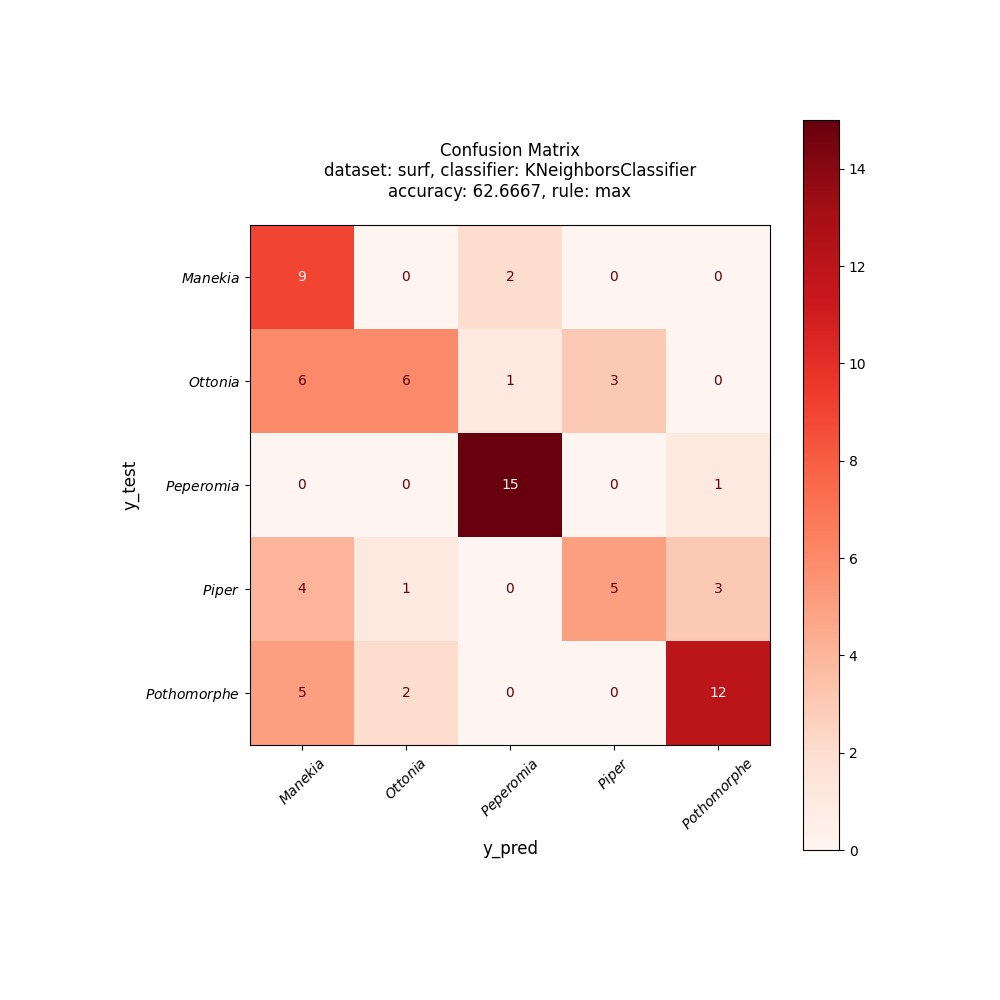 Confusion Matrix
dataset: surf, classifier: KNeighborsClassifier
accuracy: 62.6667, rule: max
y_test
Manekia 9 0 2 0 0
Ottonia 6 6 1 3 0
Peperomia 0 0 15 0 1
Piper 4 1 0 5 3
Pothomorphe 5 2 0 0 12
Manekia Ottonia Peperomia Piper Pothomorphe
y_pred
14
12
10
8
6
4
2
0